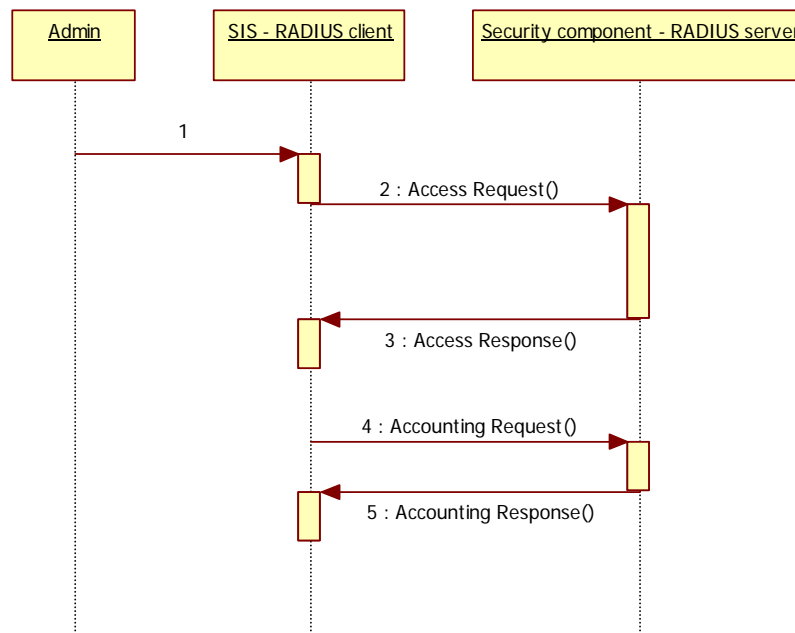 Admin
SIS - RADIUS client
Security component - RADIUS server
1
2 : Access Request()
3 : Access Response()
4 : Accounting Request()
5 : Accounting Response()